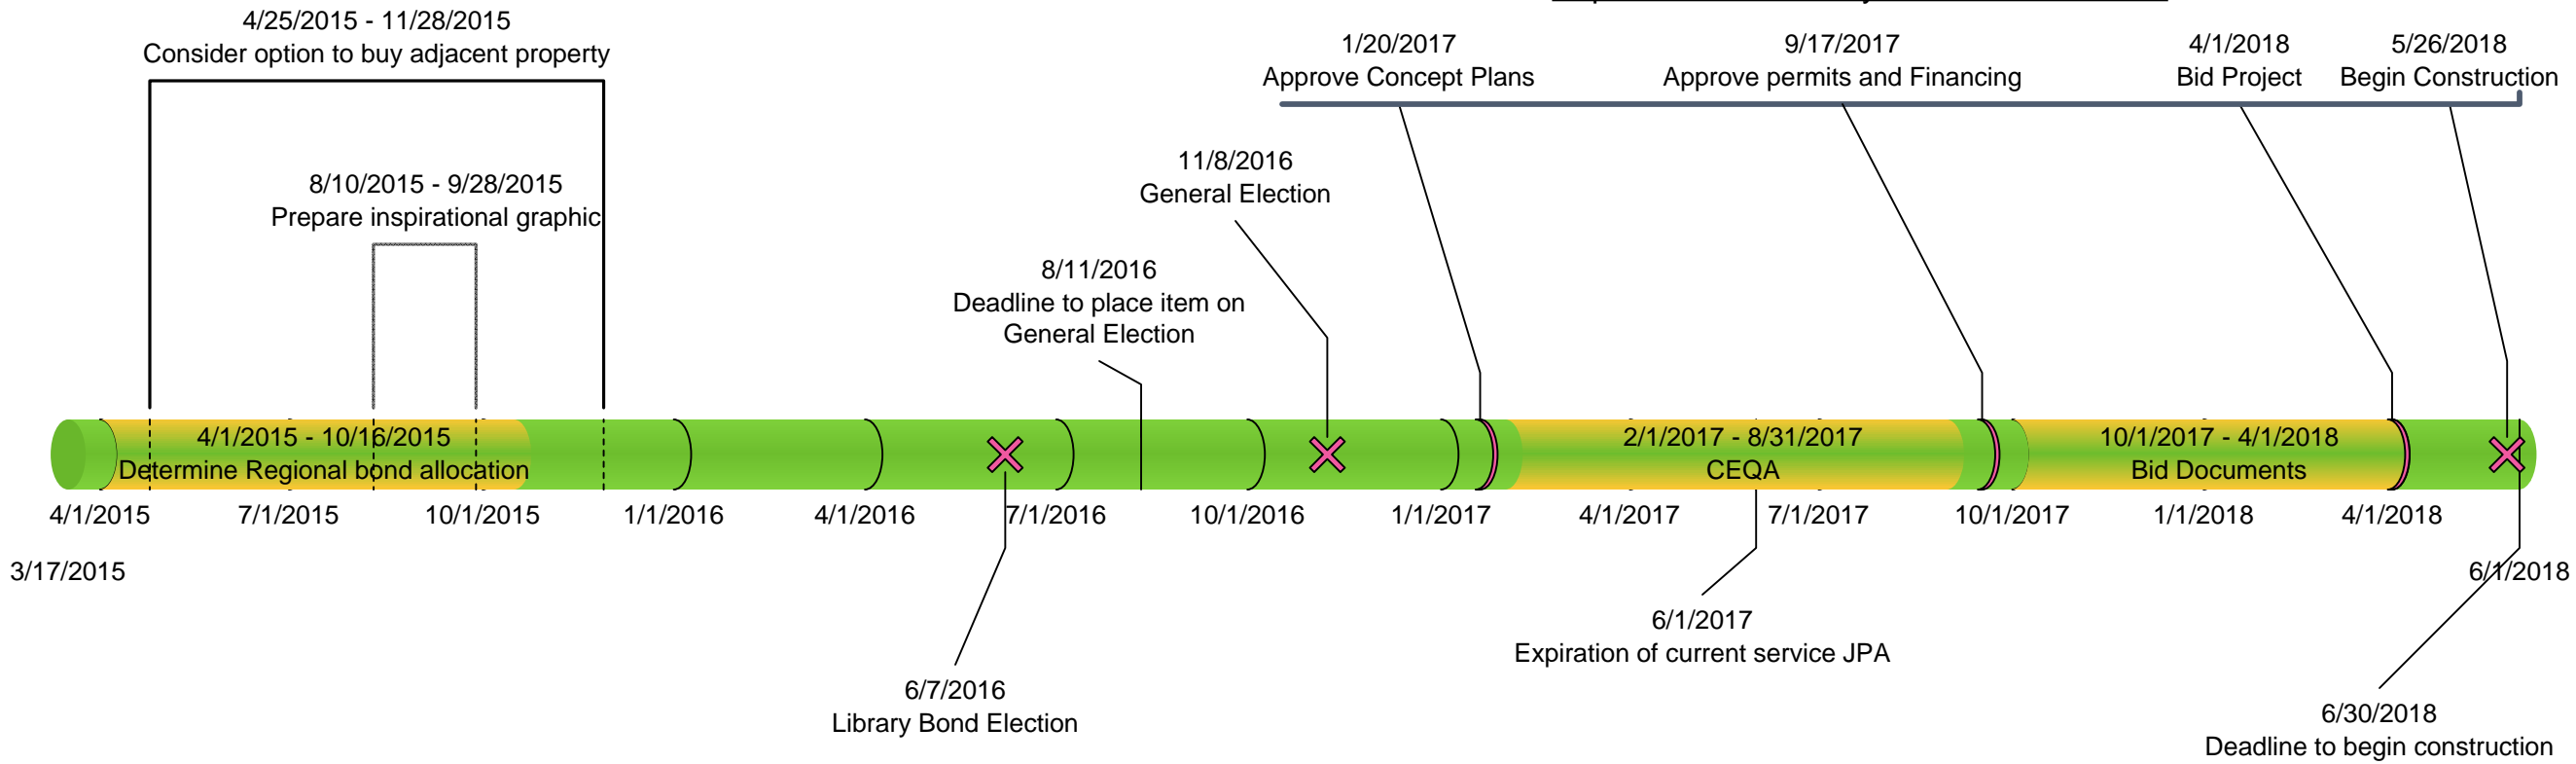 4/25/2015 - 11/28/2015
Consider option to buy adjacent property
1/20/2017
Approve Concept Plans
9/17/2017
Approve permits and Financing
4/1/2018
Bid Project
5/26/2018
Begin Construction
8/10/2015 - 9/28/2015
Prepare inspirational graphic
11/8/2016
General Election
8/11/2016
Deadline to place item on
General Election
4/1/2015 - 10/16/2015
Determine Regional bond allocation
2/1/2017 - 8/31/2017
CEQA
10/1/2017 - 4/1/2018
Bid Documents
4/1/2015
7/1/2015
10/1/2015
1/1/2016
4/1/2016
7/1/2016
10/1/2016
1/1/2017
4/1/2017
7/1/2017
10/1/2017
1/1/2018
4/1/2018
3/17/2015
6/1/2018
6/1/2017
Expiration of current service JPA
6/7/2016
Library Bond Election
6/30/2018
Deadline to begin construction